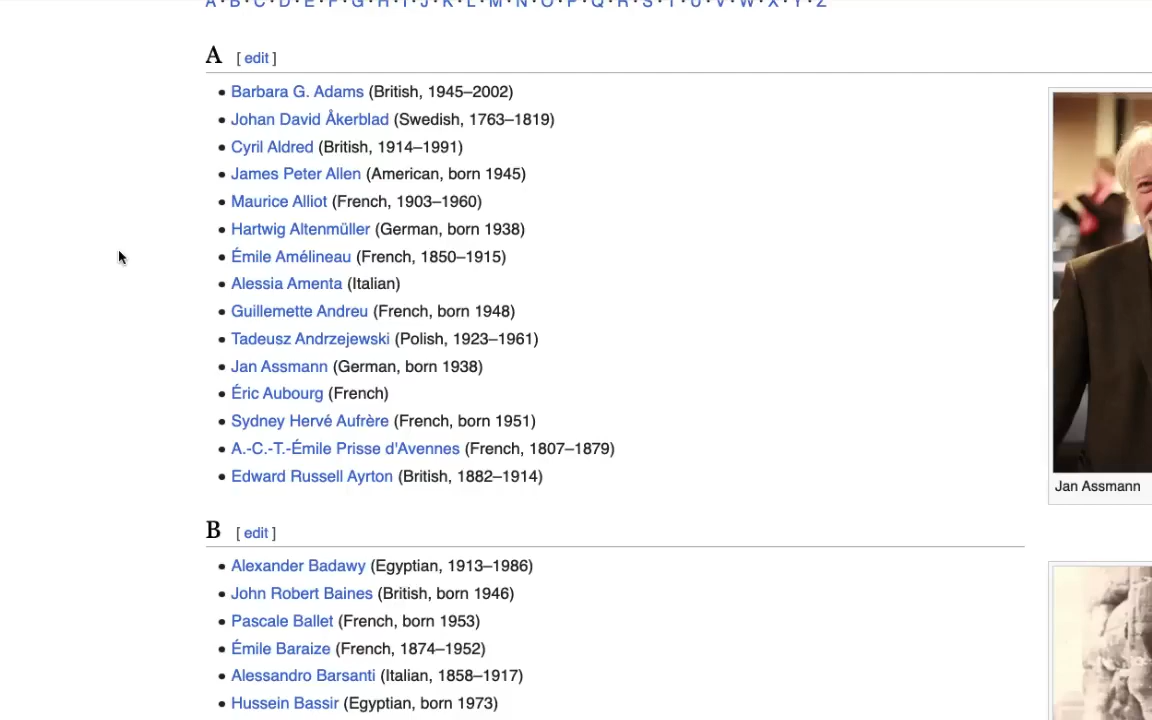 A · B · C · D · E · F · G · H · I · J · K · L · M · N · O · P · Q · R · S · T · U · V · W · X · Y · Z
A [ edit ]
• Barbara G. Adams (British, 1945–2002)
• Johan David Åkerblad (Swedish, 1763–1819)
• Cyril Aldred (British, 1914–1991)
• James Peter Allen (American, born 1945)
• Maurice Alliot (French, 1903–1960)
• Hartwig Altenmüller (German, born 1938)
• Émile Amélineau (French, 1850–1915)
• Alessia Amenta (Italian)
• Guillemette Andreu (French, born 1948)
• Tadeusz Andrzejewski (Polish, 1923–1961)
• Jan Assmann (German, born 1938)
• Éric Aubourg (French)
• Sydney Hervé Aufrère (French, born 1951)
• A.-C.-T.-Émile Prisse d'Avennes (French, 1807–1879)
• Edward Russell Ayrton (British, 1882–1914)
Jan Assmann
B [ edit ]
• Alexander Badawy (Egyptian, 1913–1986)
• John Robert Baines (British, born 1946)
• Pascale Ballet (French, born 1953)
• Émile Baraize (French, 1874–1952)
• Alessandro Barsanti (Italian, 1858–1917)
• Hussein Bassir (Egyptian, born 1973)